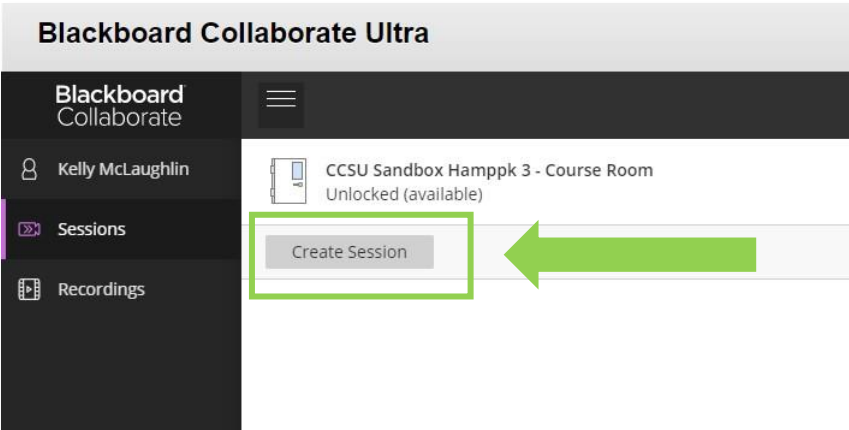 Blackboard Collaborate Ultra
Blackboard
Collaborate
Kelly McLaughlin
CCSU Sandbox Hamppk 3 - Course Room
Unlocked (available)
Sessions
Create Session
Recordings